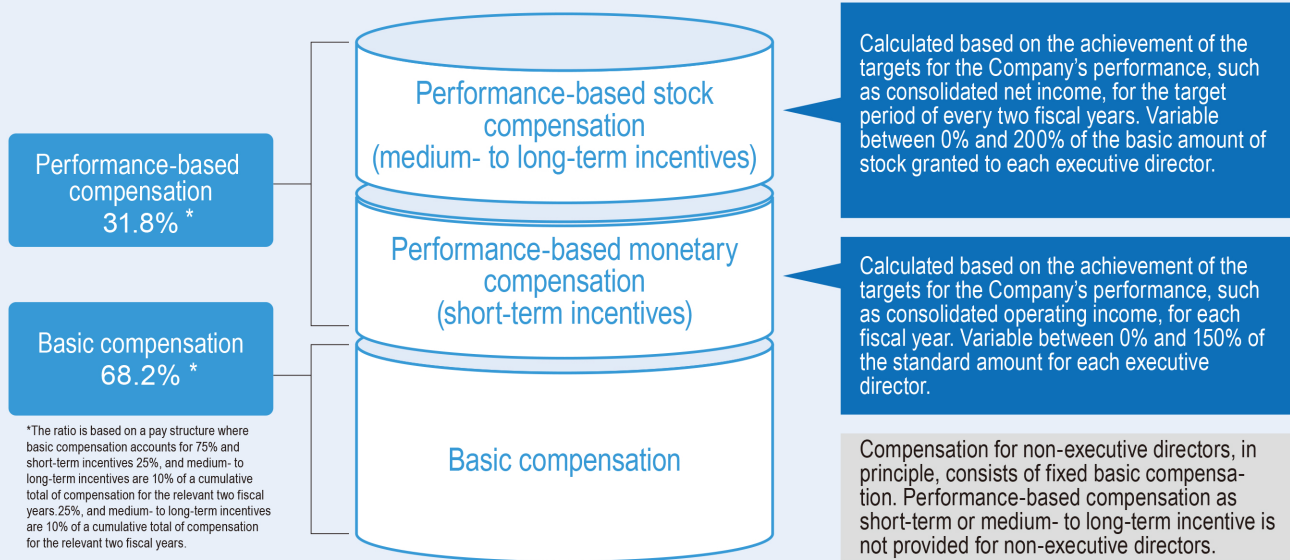 Performance-based
compensation
31.8% *
Basic compensation
68.2% *
*The ratio is based on a pay structure where
basic compensation accounts for 75% and
short-term incentives 25%, and medium- to
long-term incentives are 10% of a cumulative
total of compensation for the relevant two fiscal
years.25%, and medium- to long-term incentives
are 10% of a cumulative total of compensation
for the relevant two fiscal years.
Performance-based stock
compensation
(medium- to long-term incentives)
Performance-based monetary
compensation
(short-term incentives)
Basic compensation
Calculated based on the achievement of the
targets for the Company’s performance, such
as consolidated net income, for the target
period of every two fiscal years. Variable
between 0% and 200% of the basic amount of
stock granted to each executive director.
Calculated based on the achievement of the
targets for the Company’s performance, such
as consolidated operating income, for each
fiscal year. Variable between 0% and 150% of
the standard amount for each executive
director.
Compensation for non-executive directors, in
principle, consists of fixed basic compensa-
tion. Performance-based compensation as
short-term or medium- to long-term incentive is
not provided for non-executive directors.